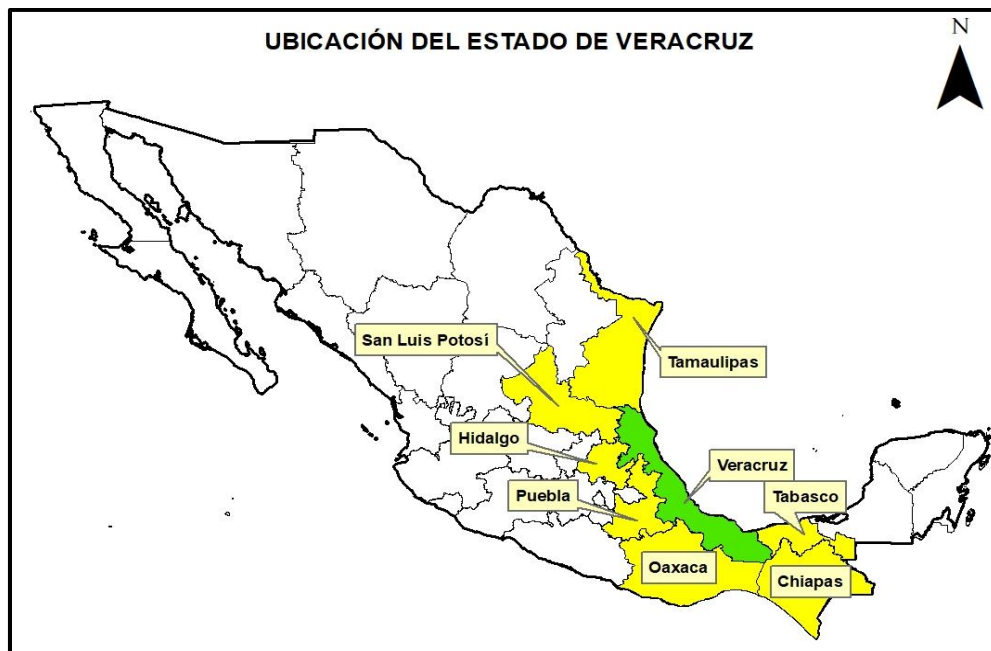 UBICACIÓN DEL ESTADO DE VERACRUZ
N
San Luis Potosí
Tamaulipas
Hidalgo
Veracruz
Puebla
Tabasco
Oaxaca
Chiapas